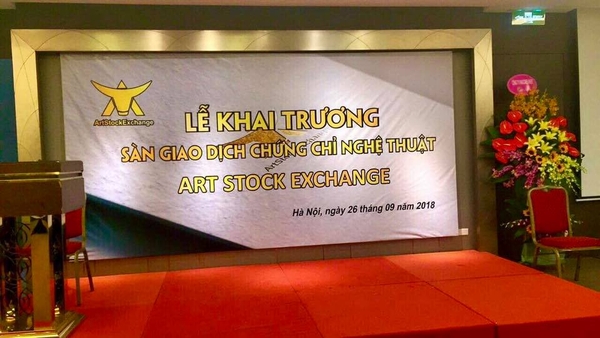 ArtStockExchange
LỄ KHAI TRƯƠNG
SÀN GIAO DỊCH CHỨNG CHỈ NGHỆ THUẬT
ART STOCK EXCHANGE
Hà Nội, ngày 26 tháng 09 năm 2018